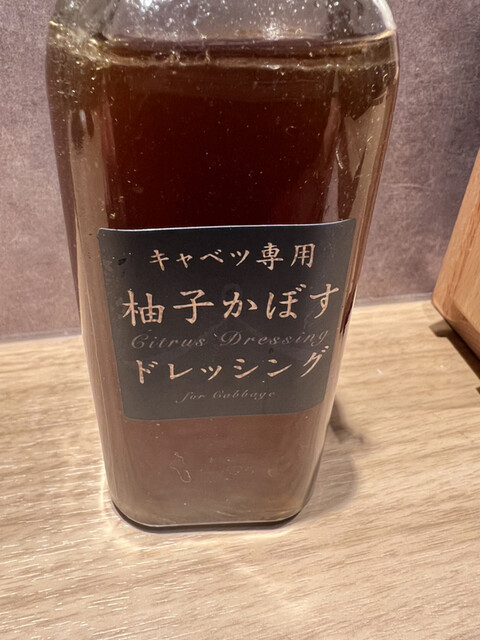 キャベツ専用
柚子かぼす
Citrus Dressing
ドレッシング
for Cabbage